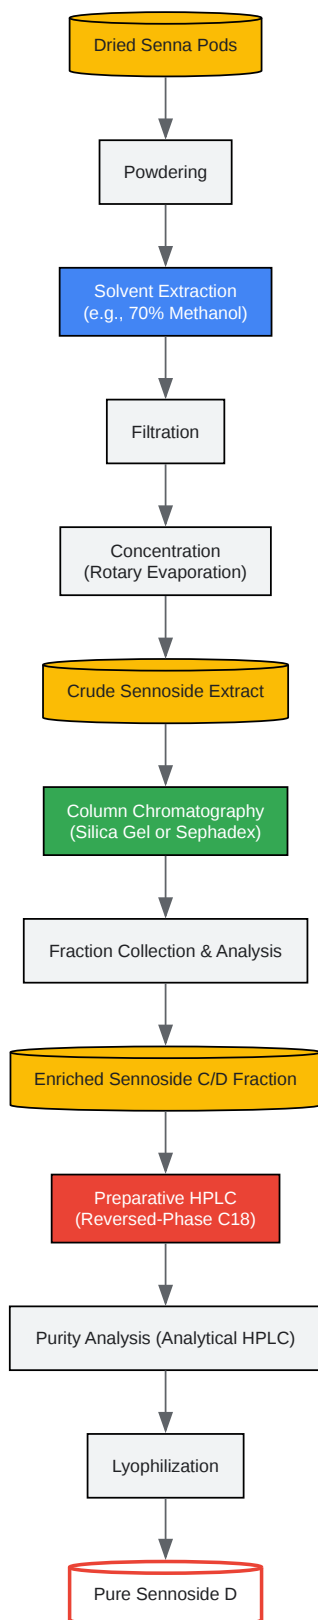 Dried Senna Pods
Powdering
Solvent Extraction
(e.g., 70% Methanol)
Filtration
Concentration
(Rotary Evaporation)
Crude Sennoside Extract
Column Chromatography
(Silica Gel or Sephadex)
Fraction Collection & Analysis
Enriched Sennoside C/D Fraction
Preparative HPLC
(Reversed-Phase C18)
Purity Analysis (Analytical HPLC)
Lyophilization
Pure Sennoside D